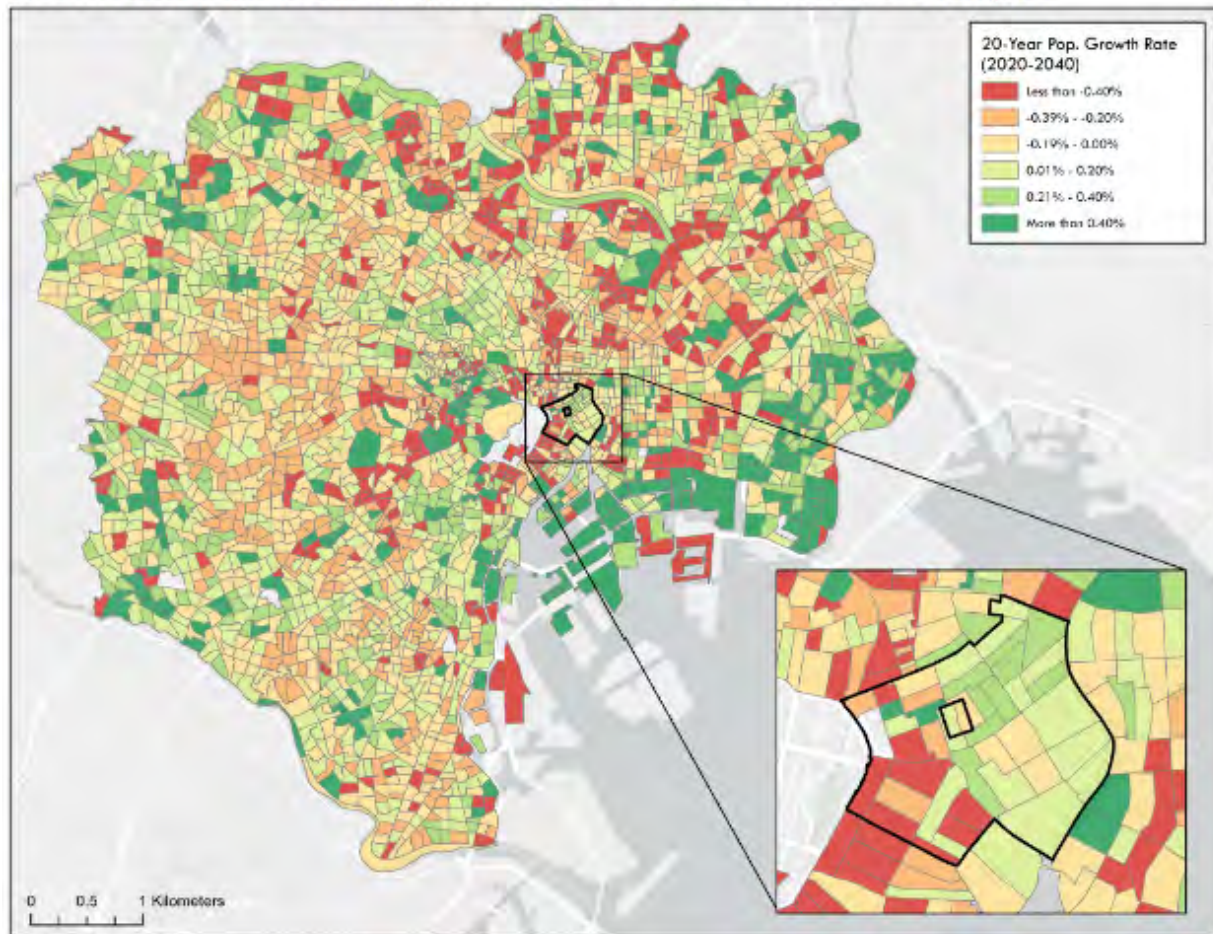 20-Year Pop. Growth Rate
(2020-2040)
Less than -0.40%
-0.39% - -0.20%
-0.19% - 0.00%
0.01% - 0.20%
0.21% - 0.40%
More than 0.40%
0 0.5 1 Kilometers